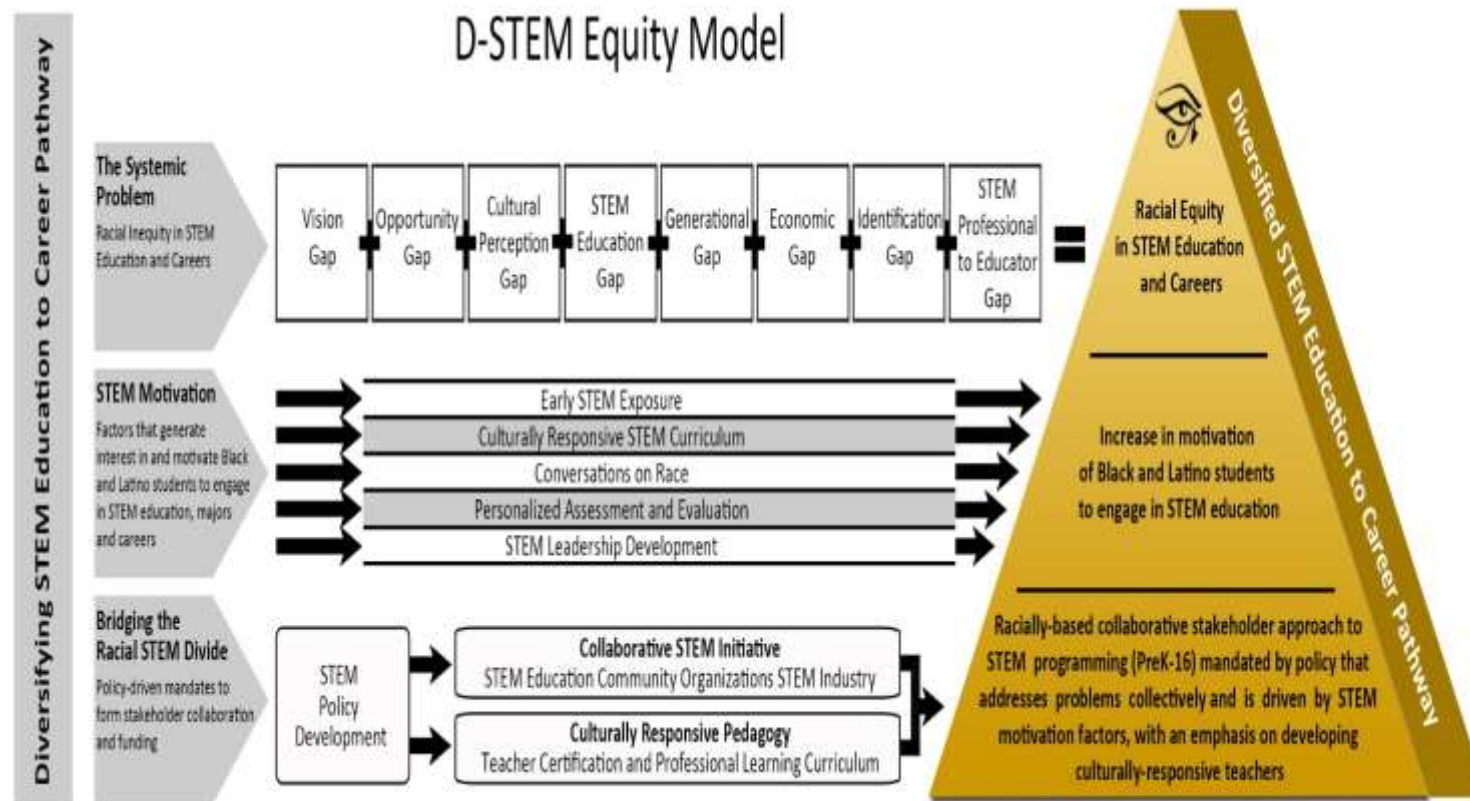 D-STEM Equity Model
Diversifying STEM Education to Career Pathway
The Systemic
Problem
Racial Inequity in STEM
Education and Careers
Vision
Gap
Opportunity
Gap
Cultural
Perception
Gap
STEM
Education
Gap
Generational
Gap
Economic
Gap
Identification
Gap
STEM
Professional
to Educator
Gap
=
Racial Equity
in STEM Education
and Careers
STEM Motivation
Factors that generate
interest in and motivate Black
and Latino students to engage
in STEM education, majors
and careers
Early STEM Exposure
Culturally Responsive STEM Curriculum
Conversations on Race
Personalized Assessment and Evaluation
STEM Leadership Development
Increase in motivation
of Black and Latino students
to engage in STEM education
Bridging the
Racial STEM Divide
Policy-driven mandates to
form stakeholder collaboration
and funding
STEM
Policy
Development
Collaborative STEM Initiative
STEM Education Community Organizations STEM Industry
Culturally Responsive Pedagogy
Teacher Certification and Professional Learning Curriculum
Racially-based collaborative stakeholder approach to
STEM programming (PreK-16) mandated by policy that
addresses problems collectively and is driven by STEM
motivation factors, with an emphasis on developing
culturally-responsive teachers
Diversified STEM Education to Career Pathway